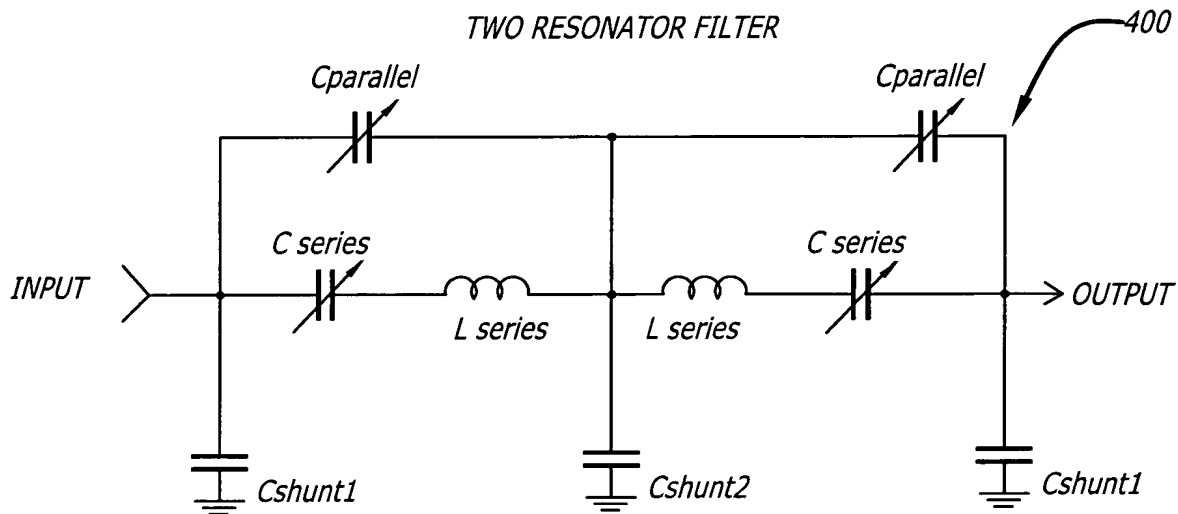 TWO RESONATOR FILTER
400
Cparallel
Cparallel
C series
C series
INPUT
OUTPUT
L series
L series
Cshunt1
Cshunt2
Cshunt1